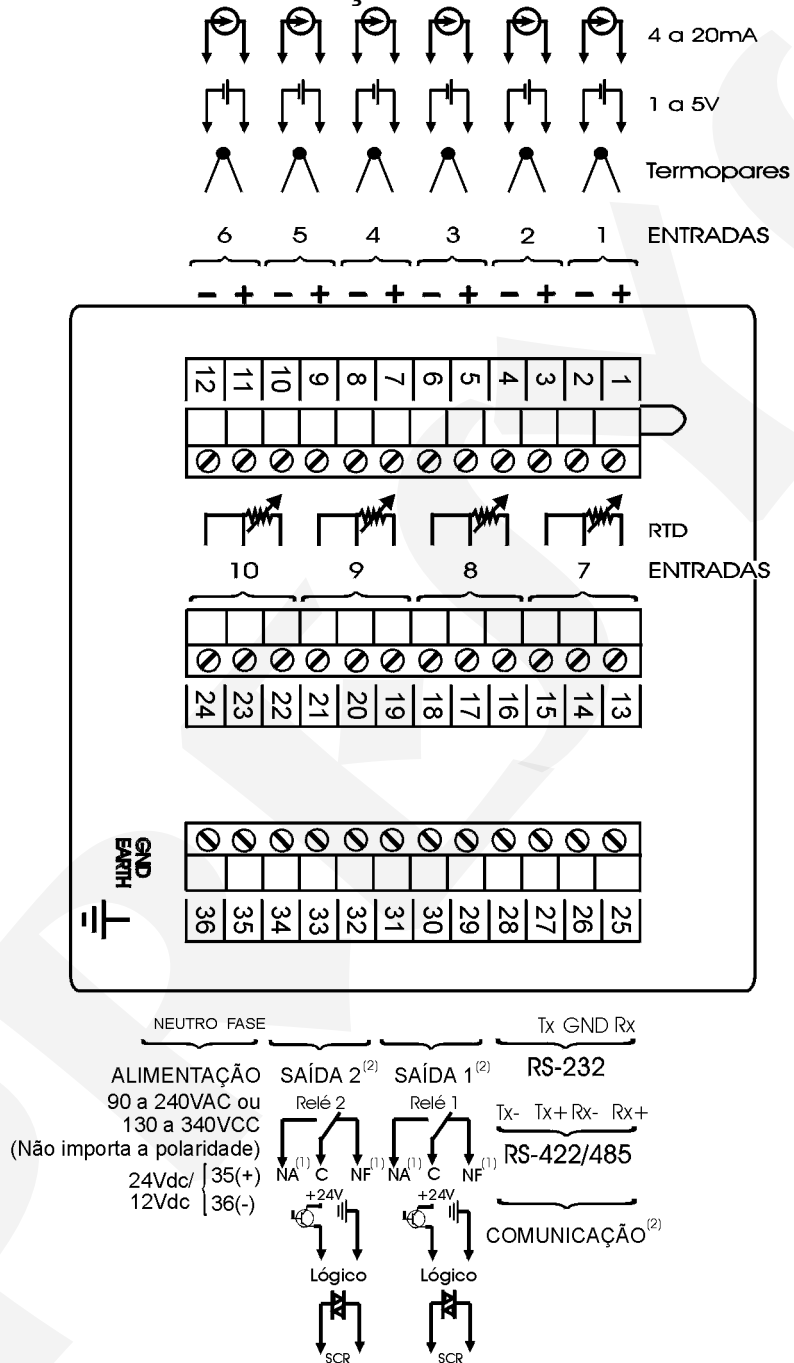 4 a 20mA
1 a 5V
Termopares
6 5 4 3 2 1 ENTRADAS
− + − + − + − + − + − +
12 11 10 9 8 7 6 5 4 3 2 1
RTD
10 9 8 7 ENTRADAS
24 23 22 21 20 19 18 17 16 15 14 13
GND
EARTH
36 35 34 33 32 31 30 29 28 27 26 25
NEUTRO FASE
ALIMENTAÇÃO
90 a 240VAC ou
130 a 340VCC
(Não importa a polaridade)
24Vdc/ 35(+)
12Vdc 36(-)
SAÍDA 2(2)
Relé 2
NA(1) C NF(1)
+24V
Lógico
SCR
SAÍDA 1(2)
Relé 1
NA(1) C NF(1)
+24V
Lógico
SCR
Tx GND Rx
RS-232
Tx- Tx+ Rx- Rx+
RS-422/485
COMUNICAÇÃO(2)